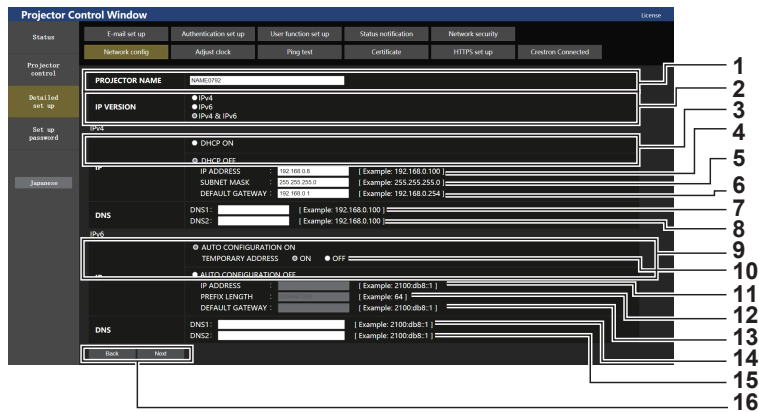 Projector Control Window
License
Status
E-mail set up
Authentication set up
User function set up
Status notification
Network security
Network config
Adjust clock
Ping test
Certificate
HTTPS set up
Crestron Connected
Projector control
Detailed set up
Set up password
Japanese
PROJECTOR NAME NAME0792
IP VERSION
IPv4
IPv6
IPv4 & IPv6
IPv4
DHCP ON
DHCP OFF
IP
IP ADDRESS : 192.168.0.8 [ Example: 192.168.0.100 ]
SUBNET MASK : 255.255.255.0 [ Example: 255.255.255.0 ]
DEFAULT GATEWAY : 192.168.0.1 [ Example: 192.168.0.254 ]
DNS
DNS1: [ Example: 192.168.0.100 ]
DNS2: [ Example: 192.168.0.100 ]
IPv6
AUTO CONFIGURATION ON
TEMPORARY ADDRESS ON OFF
IP
AUTO CONFIGURATION OFF
IP ADDRESS : [ Example: 2100:db8::1 ]
PREFIX LENGTH : [ Example: 64 ]
DEFAULT GATEWAY : [ Example: 2100:db8::1 ]
DNS
DNS1: [ Example: 2100:db8::1 ]
DNS2: [ Example: 2100:db8::1 ]
Back Next
1
2
3
4
5
6
7
8
9
10
11
12
13
14
15
16